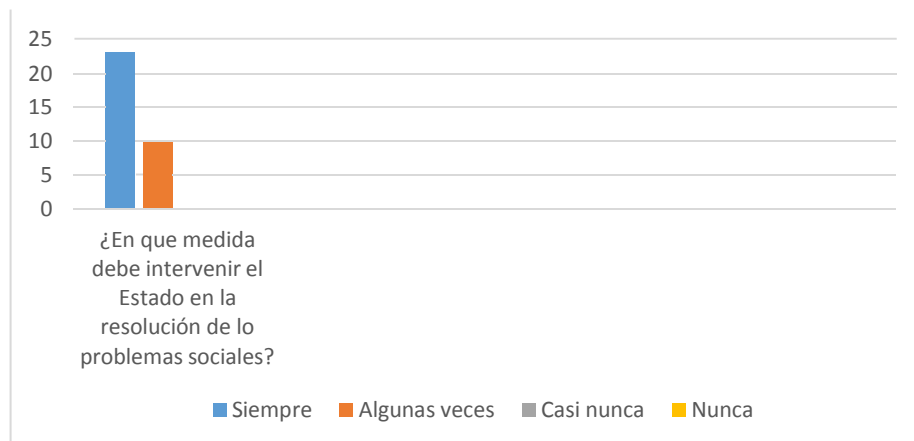 25
20
15
10
5
0
¿En que medida
debe intervenir el
Estado en la
resolución de lo
problemas sociales?
Siempre Algunas veces Casi nunca Nunca